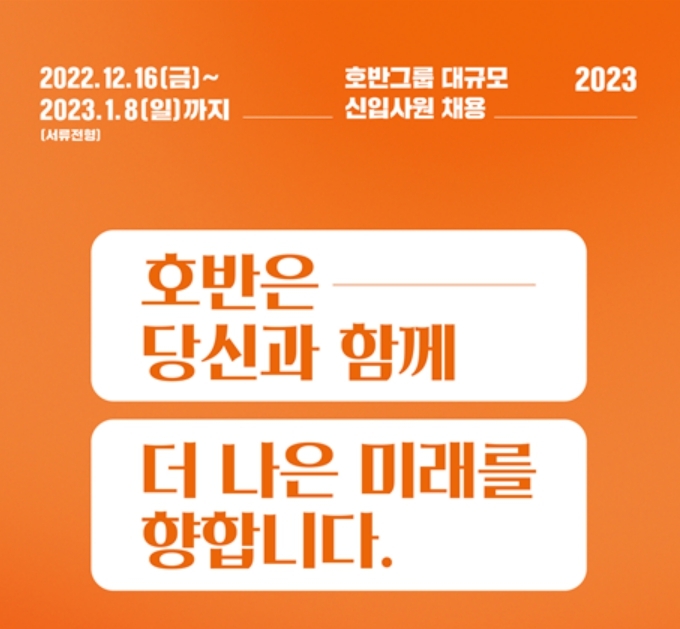 2022.12.16(금)~
2023.1.8(일)까지
(서류전형)
호반그룹 대규모
신입사원 채용
2023
호반은
당신과 함께
더 나은 미래를
향합니다.